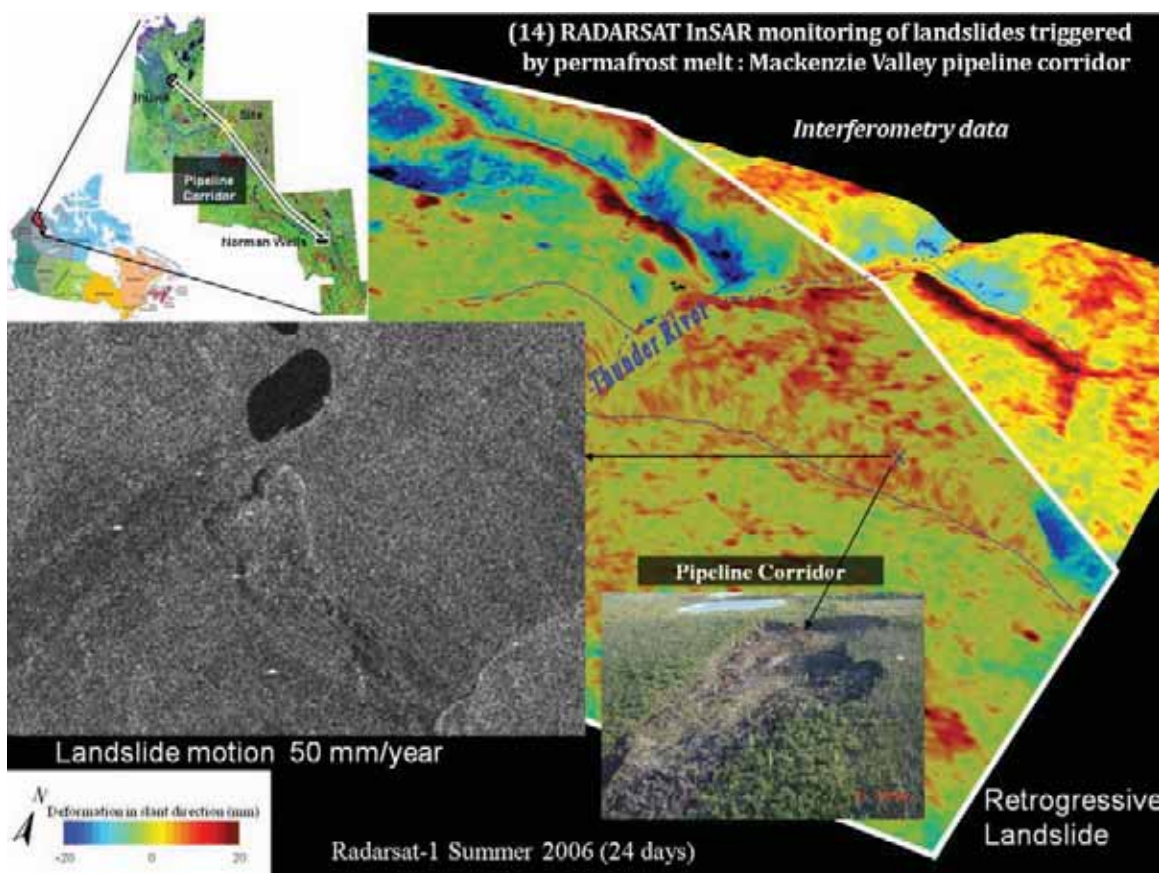 (14) RADARSAT InSAR monitoring of landslides triggered
by permafrost melt : Mackenzie Valley pipeline corridor
Interferometry data
Inuvik
Site
Pipeline
Corridor
Norman Wells
Thunder River
Pipeline Corridor
Landslide motion 50 mm/year
N
Deformation in slant direction (mm)
-20
0
20
Radarsat-1 Summer 2006 (24 days)
Retrogressive
Landslide